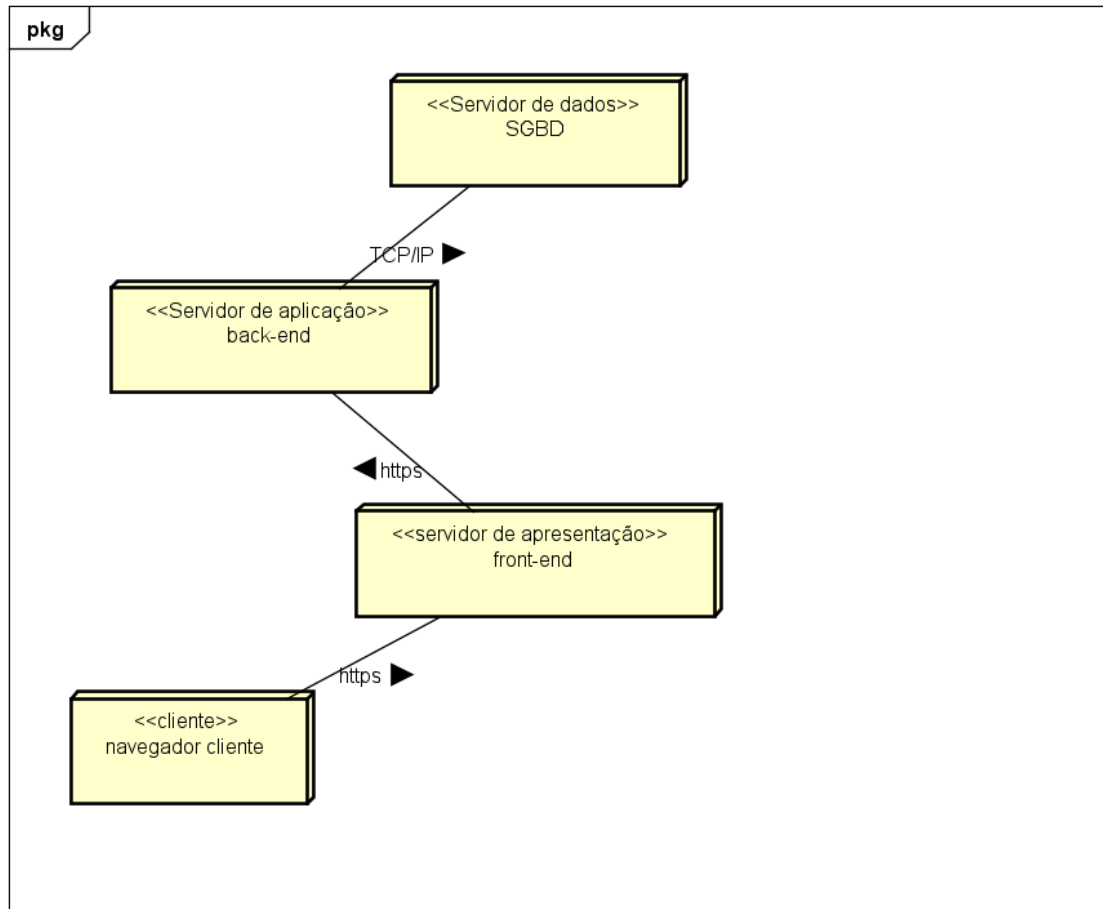 pkg
<<Servidor de dados>>
SGBD
TCP/IP
<<Servidor de aplicação>>
back-end
https
<<servidor de apresentação>>
front-end
https
<<cliente>>
navegador cliente